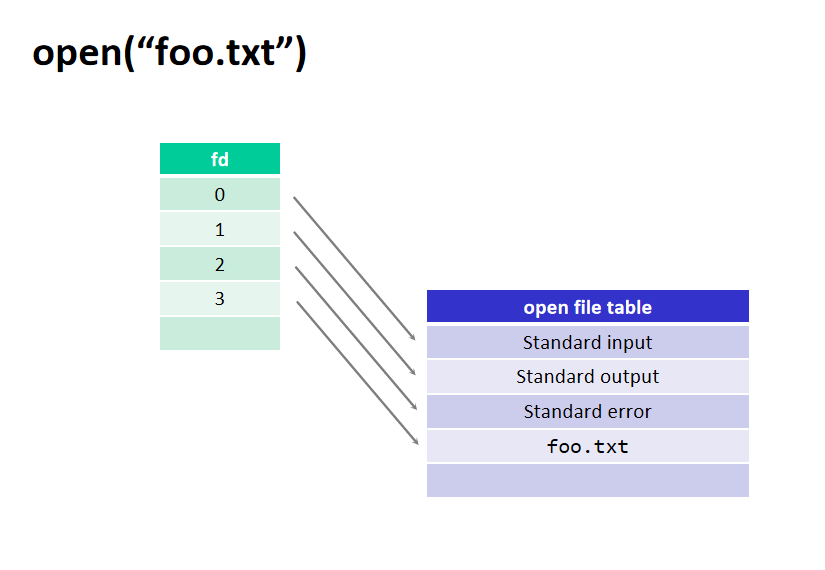 open(“foo.txt”)
fd
0
1
2
3
open file table
Standard input
Standard output
Standard error
foo.txt